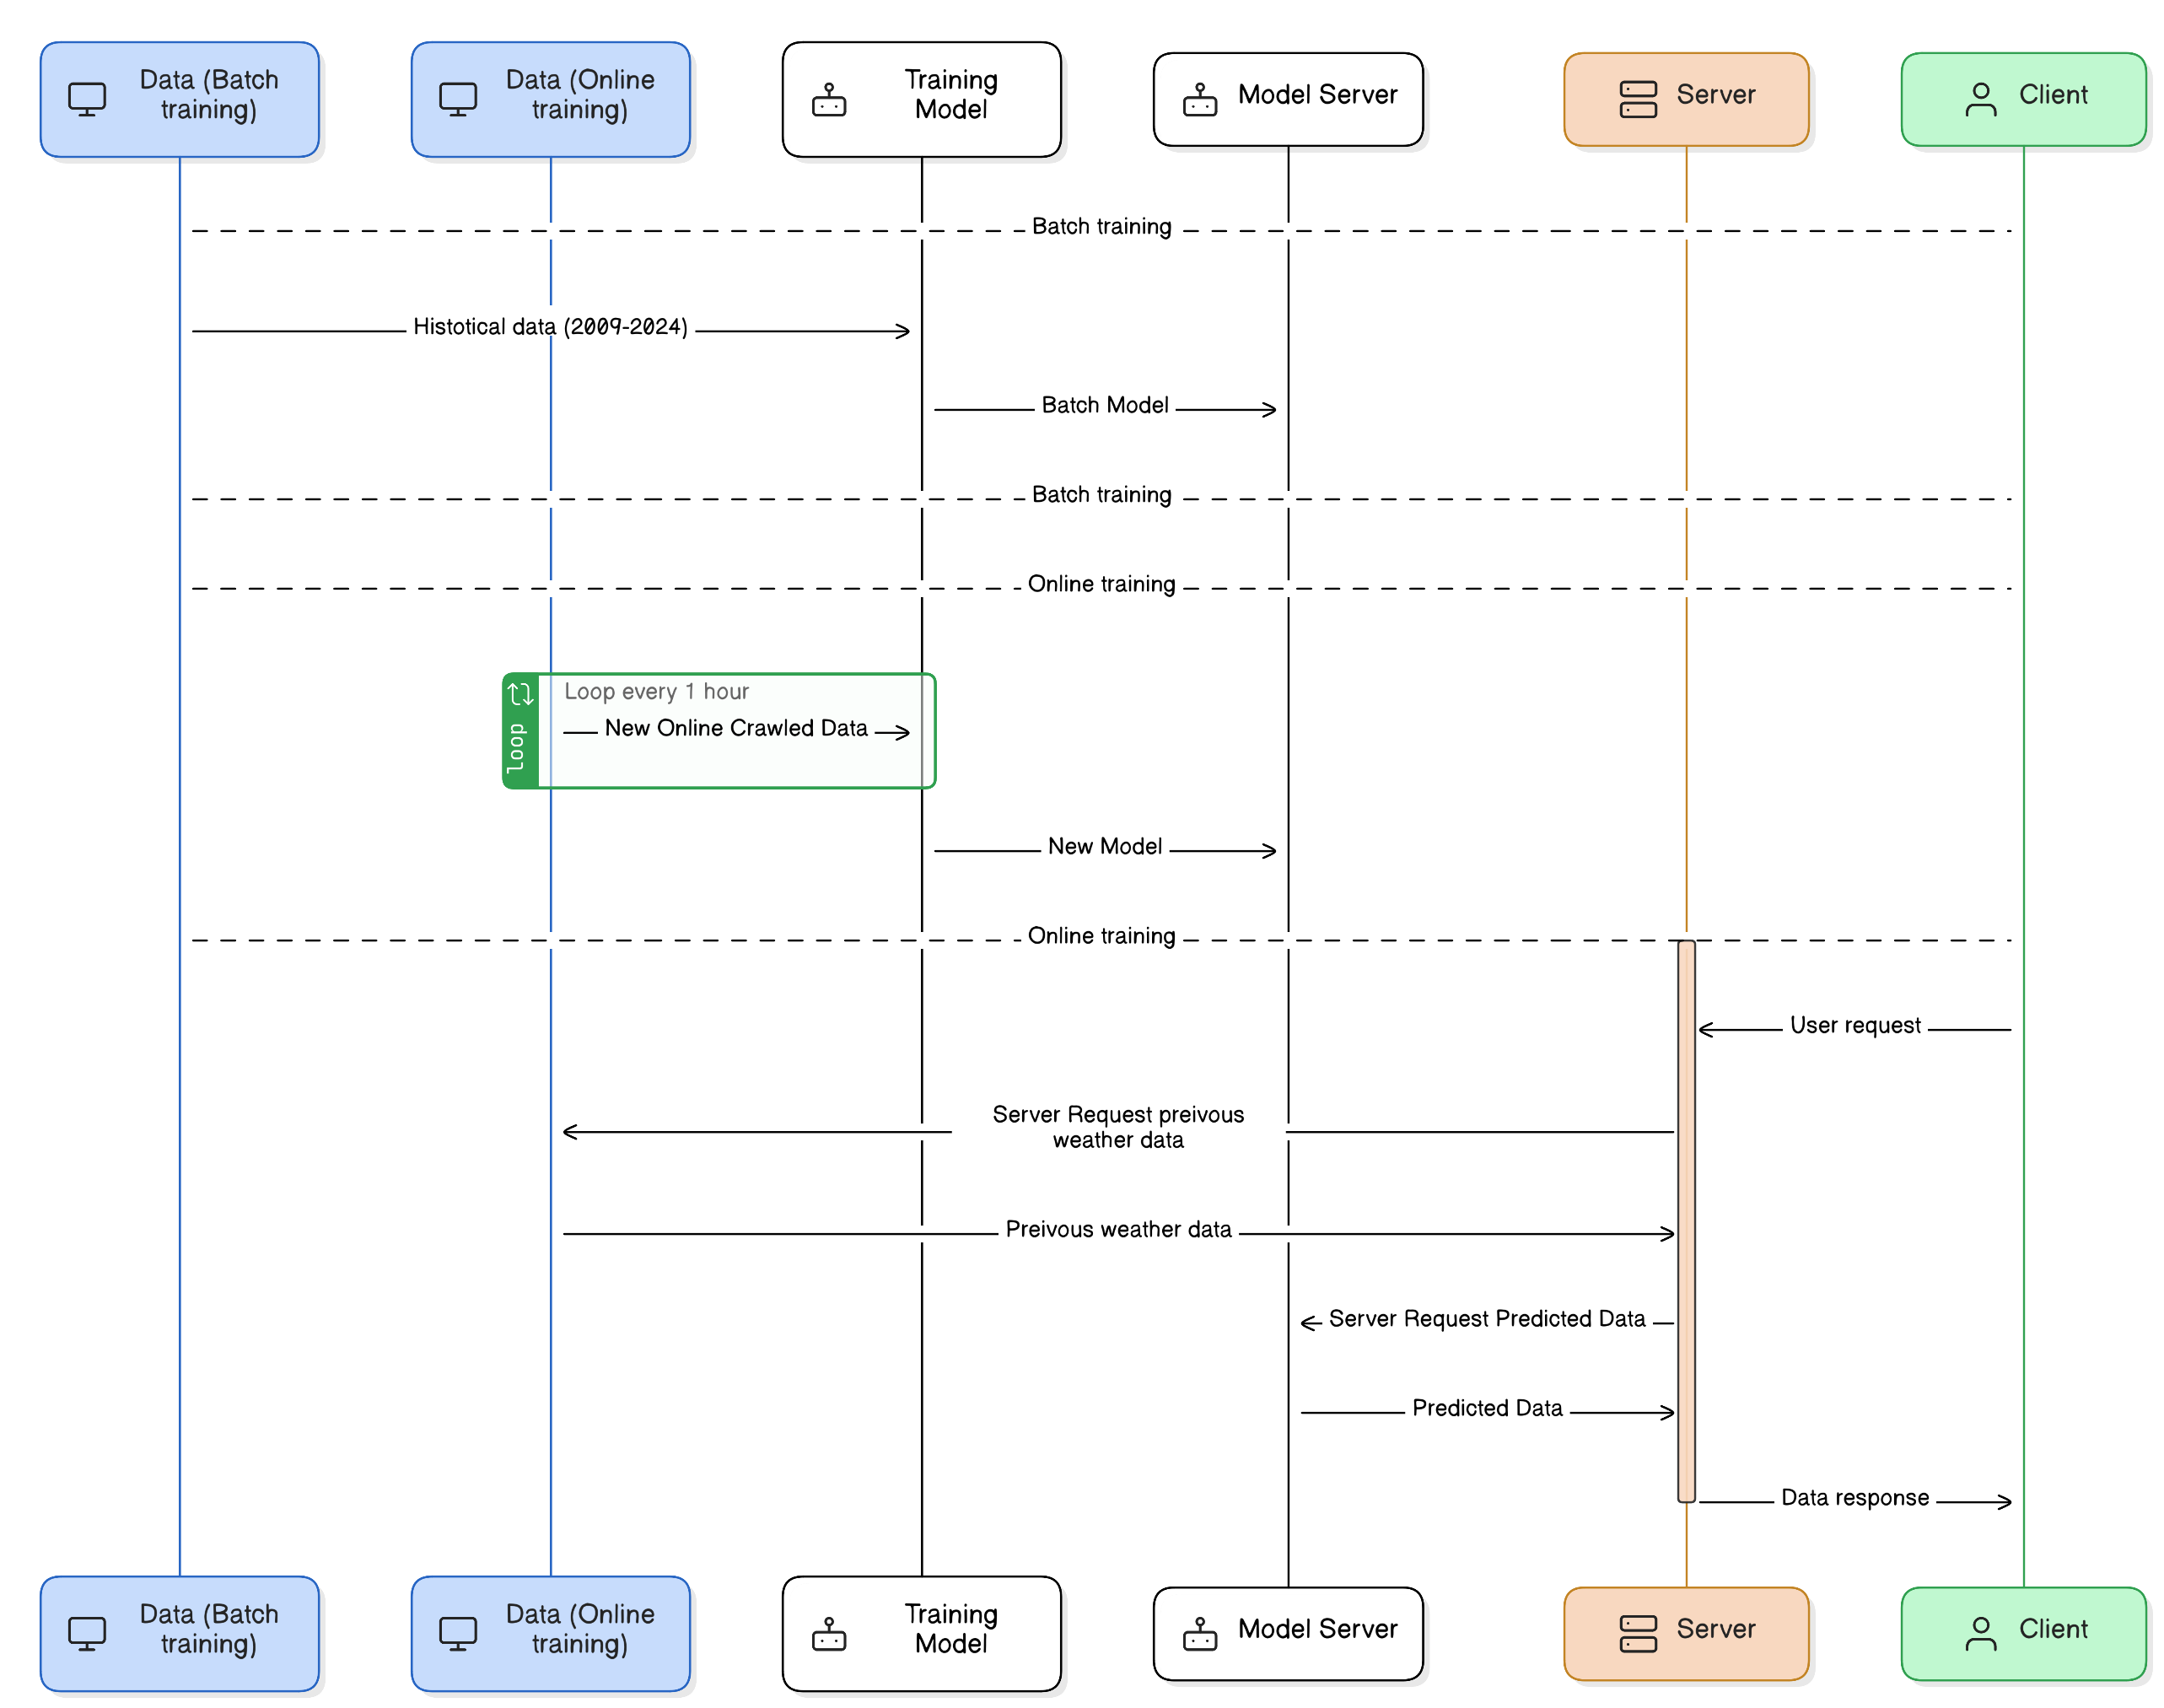 Data (Batch
training)
Data (Online
training)
Training
Model
Model Server
Server
Client
Batch training
Histotical data (2009-2024)
Batch Model
Batch training
Online training
loop
Loop every 1 hour
New Online Crawled Data
New Model
Online training
User request
Server Request preivous
weather data
Preivous weather data
Server Request Predicted Data
Predicted Data
Data response
Data (Batch
training)
Data (Online
training)
Training
Model
Model Server
Server
Client